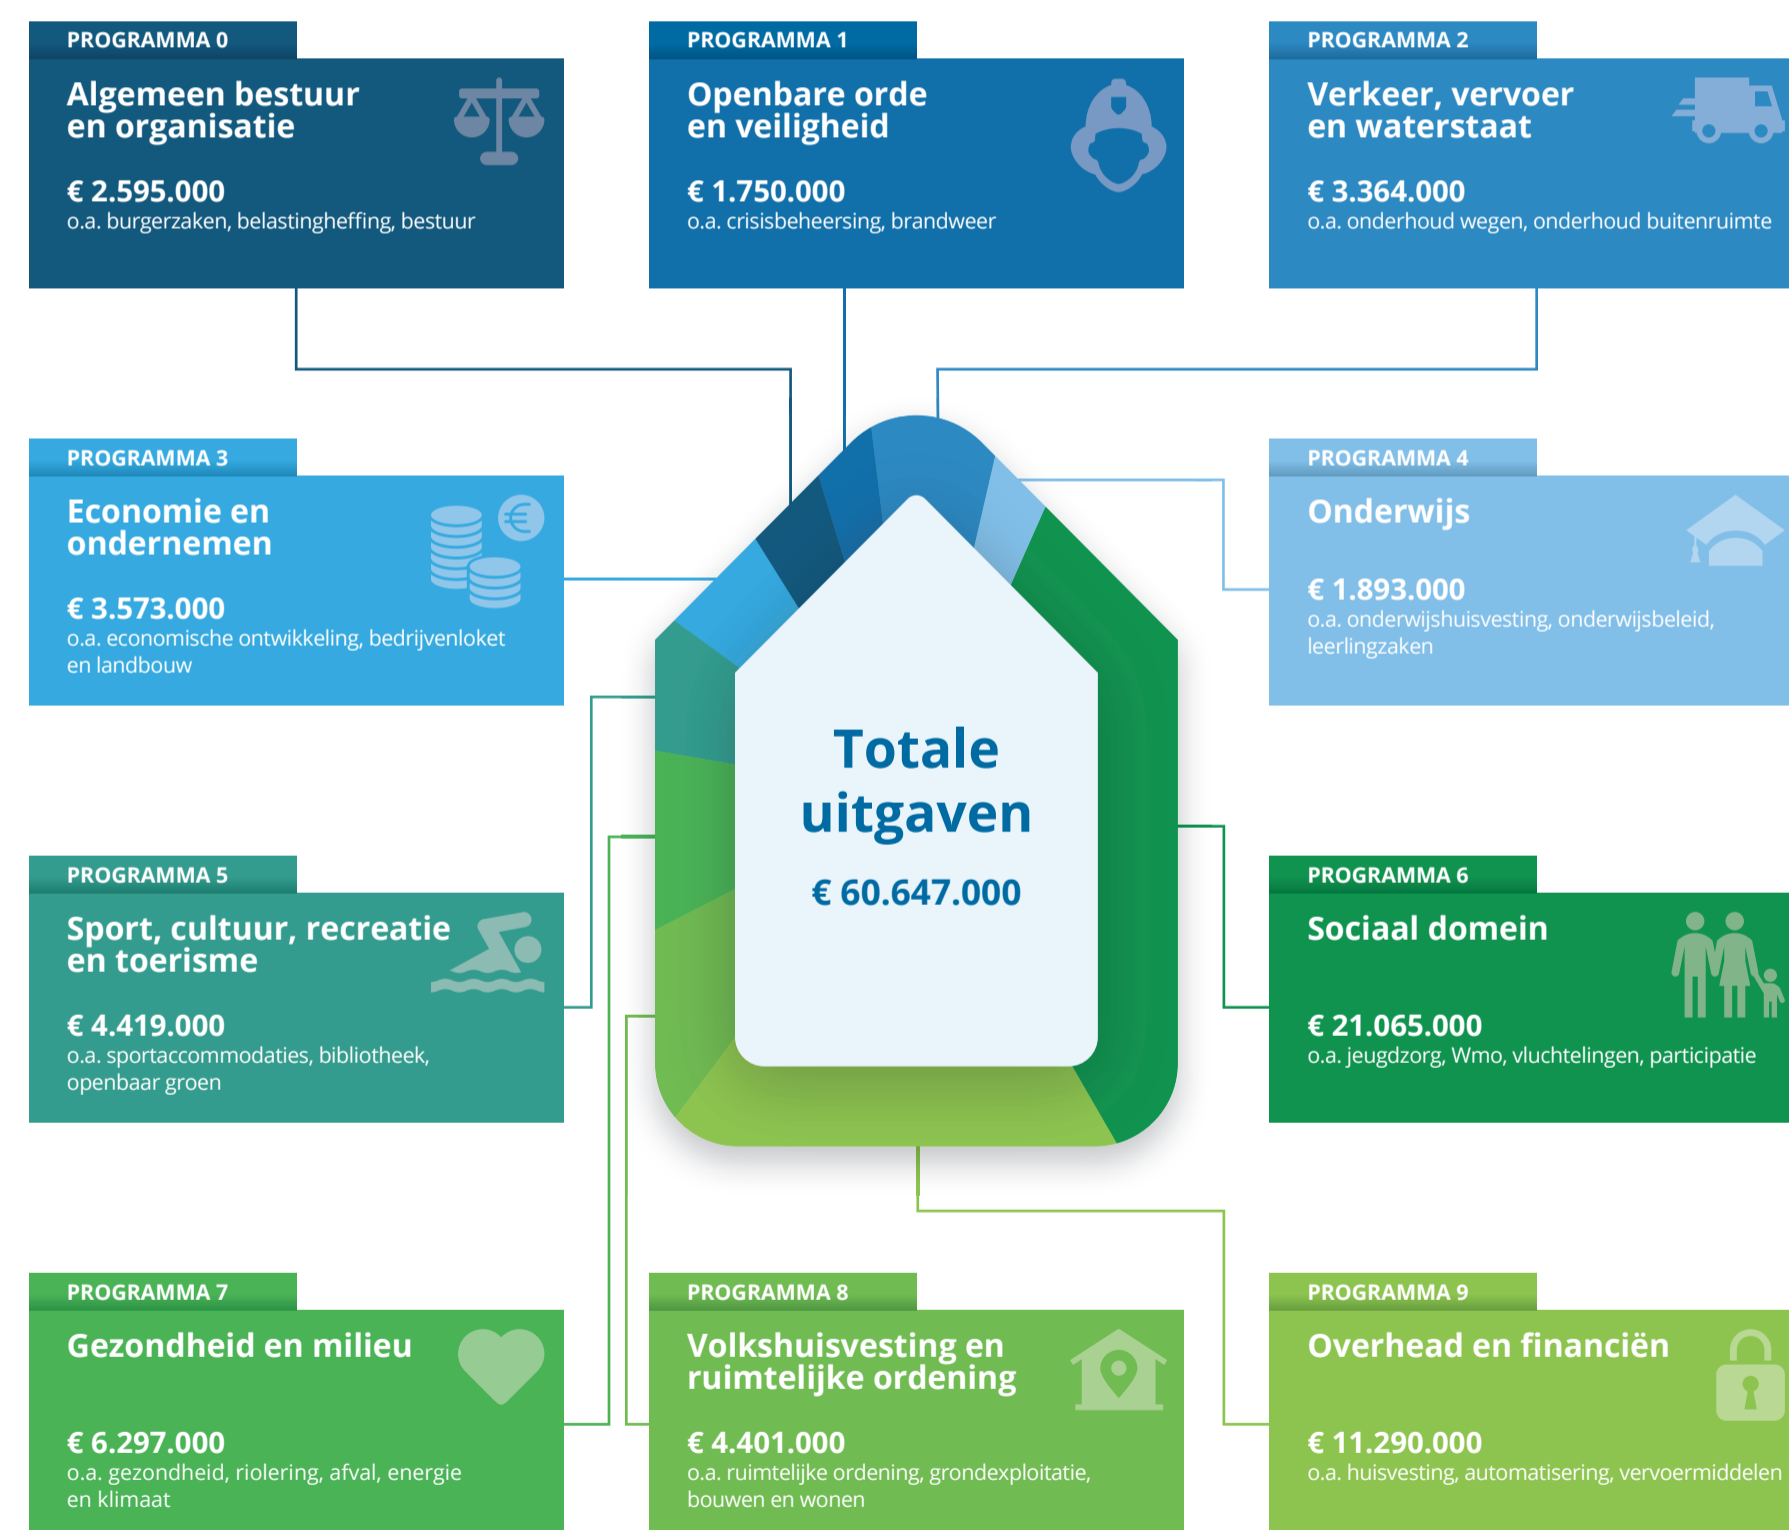 PROGRAMMA 0
Algemeen bestuur
en organisatie
€ 2.595.000
o.a. burgerzaken, belastingheffing, bestuur
PROGRAMMA 1
Openbare orde
en veiligheid
€ 1.750.000
o.a. crisisbeheersing, brandweer
PROGRAMMA 2
Verkeer, vervoer
en waterstaat
€ 3.364.000
o.a. onderhoud wegen, onderhoud buitenruimte
PROGRAMMA 3
Economie en
ondernemen
€ 3.573.000
o.a. economische ontwikkeling, bedrijvenloket
en landbouw
PROGRAMMA 4
Onderwijs
€ 1.893.000
o.a. onderwijshuisvesting, onderwijsbeleid,
leerlingzaken
Totale
uitgaven
€ 60.647.000
PROGRAMMA 5
Sport, cultuur, recreatie
en toerisme
€ 4.419.000
o.a. sportaccommodaties, bibliotheek,
openbaar groen
PROGRAMMA 6
Sociaal domein
€ 21.065.000
o.a. jeugdzorg, Wmo, vluchtelingen, participatie
PROGRAMMA 7
Gezondheid en milieu
€ 6.297.000
o.a. gezondheid, riolering, afval, energie
en klimaat
PROGRAMMA 8
Volkshuisvesting en
ruimtelijke ordening
€ 4.401.000
o.a. ruimtelijke ordening, grondexploitatie,
bouwen en wonen
PROGRAMMA 9
Overhead en financiën
€ 11.290.000
o.a. huisvesting, automatisering, vervoermiddelen